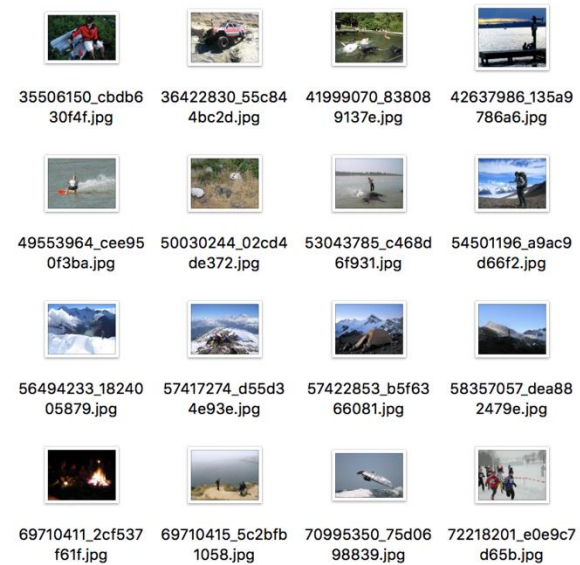 35506150_cbdb6 36422830_55c84 41999070_83808 42637986_135a9
30f4f.jpg 4bc2d.jpg 9137e.jpg 786a6.jpg
49553964_cee95 50030244_02cd4 53043785_c468d 54501196_a9ac9
0f3ba.jpg de372.jpg 6f931.jpg d66f2.jpg
56494233_18240 57417274_d55d3 57422853_b5f63 58357057_dea88
05879.jpg 4e93e.jpg 66081.jpg 2479e.jpg
69710411_2cf537 69710415_5c2bfb 70995350_75d06 72218201_e0e9c7
f61f.jpg 1058.jpg 98839.jpg d65b.jpg